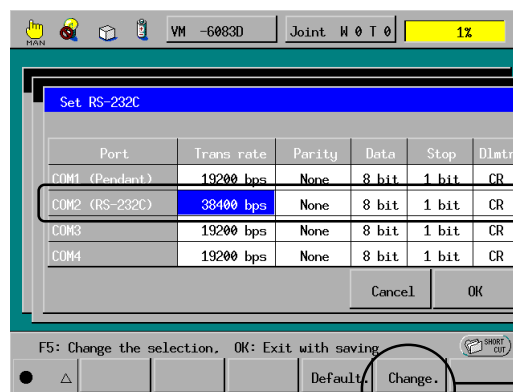 MAN VM -6083D Joint W 0 T 0 1%
Set RS-232C
Port Trans rate Parity Data Stop Dlmtr
COM1 (Pendant) 19200 bps None 8 bit 1 bit CR
COM2 (RS-232C) 38400 bps None 8 bit 1 bit CR
COM3 19200 bps None 8 bit 1 bit CR
COM4 19200 bps None 8 bit 1 bit CR
Cancel OK
F5: Change the selection, OK: Exit with saving SHORT CUT
Default. Change.